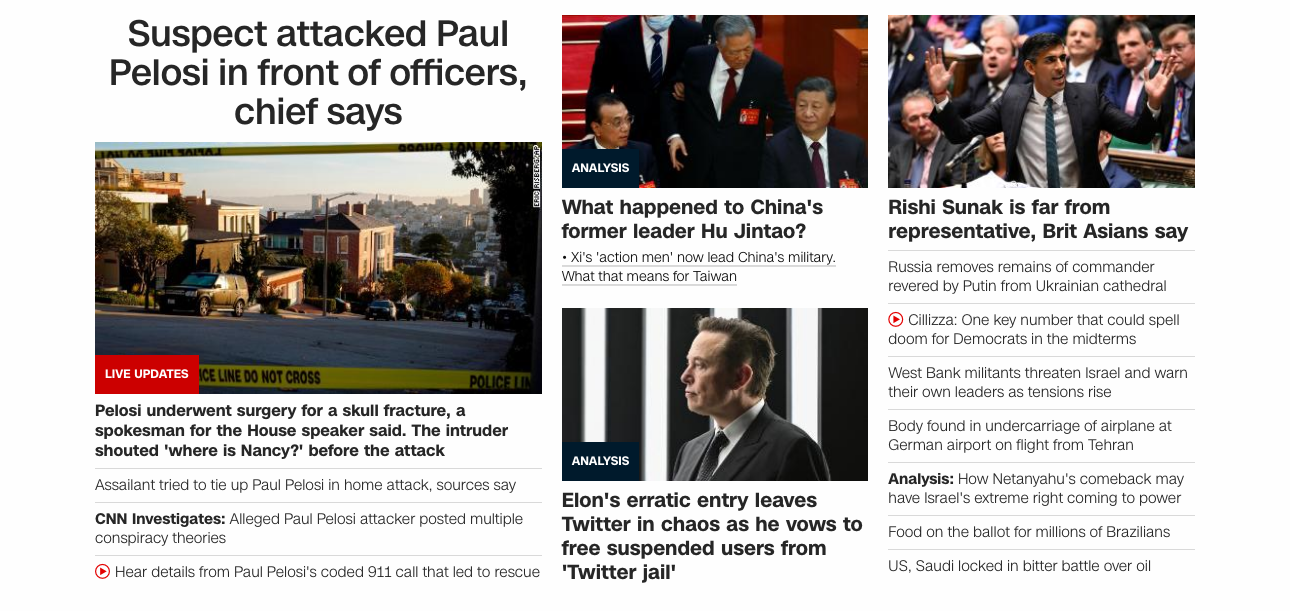 Suspect attacked Paul
Pelosi in front of officers,
chief says
ERIC RISBERG/AP
POLICE LINE DO NOT CROSS
LIVE UPDATES
ICE LINE DO NOT CROSS
POLICE LIN
Pelosi underwent surgery for a skull fracture, a
spokesman for the House speaker said. The intruder
shouted 'where is Nancy?' before the attack
Assailant tried to tie up Paul Pelosi in home attack, sources say
CNN Investigates: Alleged Paul Pelosi attacker posted multiple
conspiracy theories
Hear details from Paul Pelosi's coded 911 call that led to rescue
ANALYSIS
What happened to China's
former leader Hu Jintao?
• Xi's 'action men' now lead China's military.
What that means for Taiwan
ANALYSIS
Elon's erratic entry leaves
Twitter in chaos as he vows to
free suspended users from
'Twitter jail'
Rishi Sunak is far from
representative, Brit Asians say
Russia removes remains of commander
revered by Putin from Ukrainian cathedral
Cillizza: One key number that could spell
doom for Democrats in the midterms
West Bank militants threaten Israel and warn
their own leaders as tensions rise
Body found in undercarriage of airplane at
German airport on flight from Tehran
Analysis: How Netanyahu's comeback may
have Israel's extreme right coming to power
Food on the ballot for millions of Brazilians
US, Saudi locked in bitter battle over oil